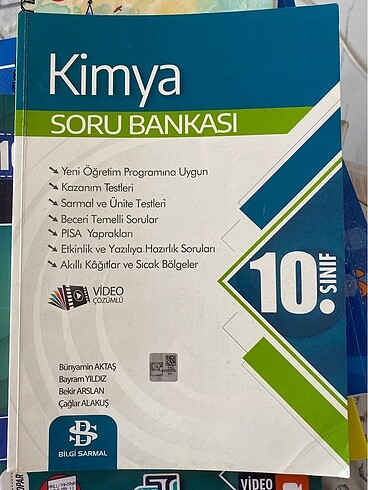 Kimya
SORU BANKASI
Yeni Öğretim Programına Uygun
Kazanım Testleri
Sarmal ve Ünite Testleri
Beceri Temelli Sorular
PISA Yaprakları
Etkinlik ve Yazılıya Hazırlık Soruları
Akıllı Kâğıtlar ve Sıcak Bölgeler
10. SINIF
VİDEO
ÇÖZÜMLÜ
Bünyamin AKTAŞ
Bayram YILDIZ
Bekir ARSLAN
Çağlar ALAKUŞ
BS
BİLGİ SARMAL
VİDEO